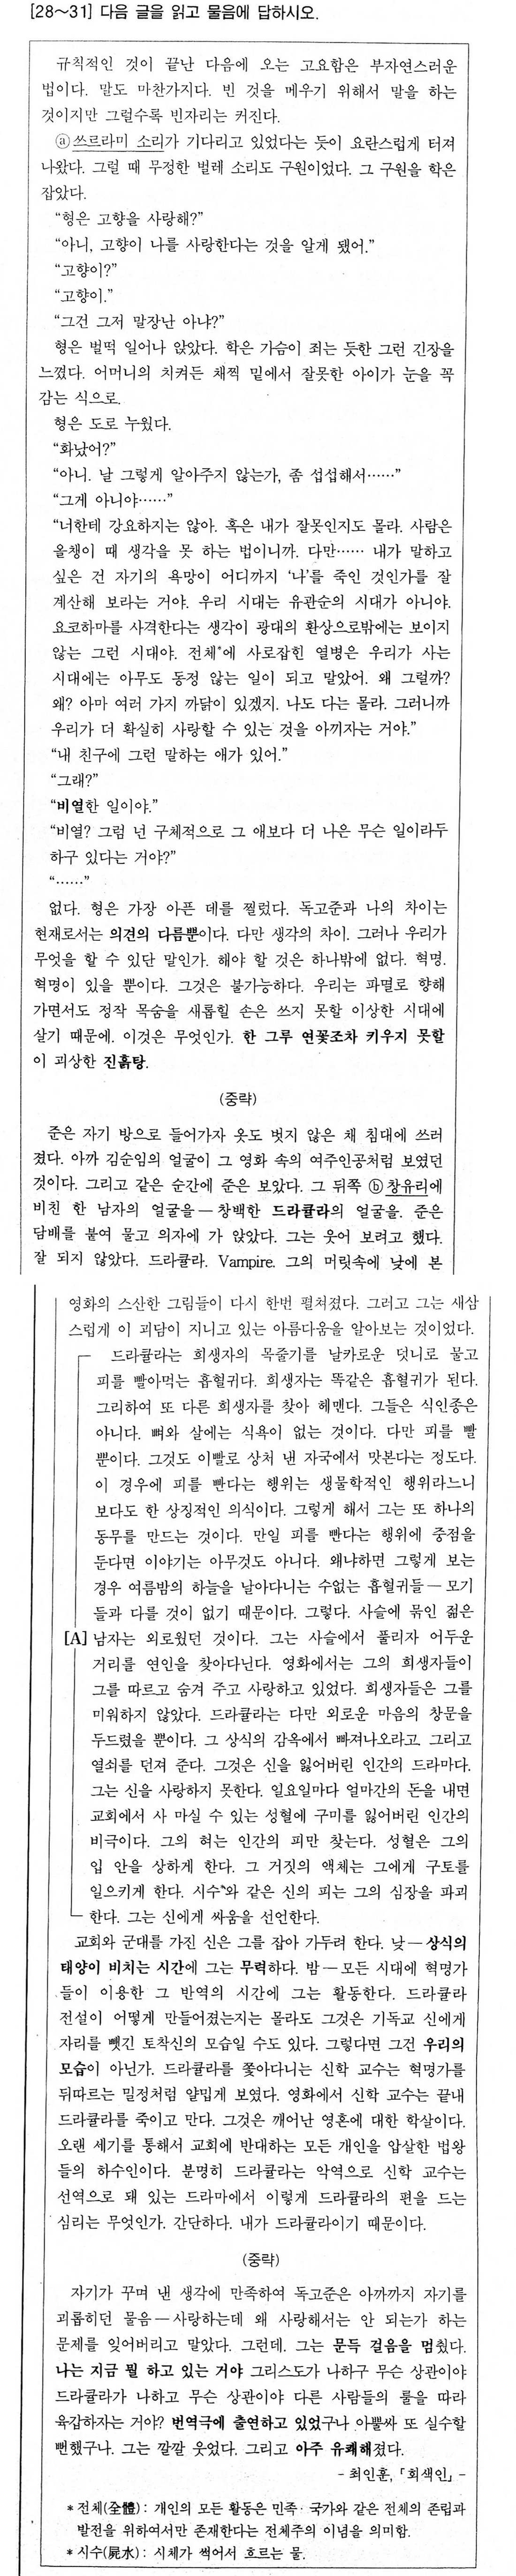 [28~31] 다음 글을 읽고 물음에 답하시오.
규칙적인 것이 끝난 다음에 오는 고요함은 부자연스러운
법이다. 말도 마찬가지다. 빈 것을 메우기 위해서 말을 하는
것이지만 그럴수록 빈자리는 커진다.
ⓐ쓰르라미 소리가 기다리고 있었다는 듯이 요란스럽게 터져
나왔다. 그럴 때 무정한 벌레 소리도 구원이었다. 그 구원을 학은
잡았다.
“형은 고향을 사랑해?”
“아니, 고향이 나를 사랑한다는 것을 알게 됐어.”
“고향이?”
“고향이.”
“그건 그저 말장난 아냐?”
형은 벌떡 일어나 앉았다. 학은 가슴이 죄는 듯한 그런 긴장을
느꼈다. 어머니의 치켜든 채찍 밑에서 잘못한 아이가 눈을 꼭
감는 식으로.
형은 도로 누웠다.
“화났어?”
“아니. 날 그렇게 알아주지 않는가, 좀 섭섭해서……”
“그게 아니야……”
“너한테 강요하지는 않아. 혹은 내가 잘못인지도 몰라. 사람은
올챙이 때 생각을 못 하는 법이니까. 다만…… 내가 말하고
싶은 건 자기의 욕망이 어디까지 ‘나’를 죽인 것인가를 잘
계산해 보라는 거야. 우리 시대는 유관순의 시대가 아니야.
요코하마를 사격한다는 생각이 광대의 환상으로밖에는 보이지
않는 그런 시대야. 전체*에 사로잡힌 열병은 우리가 사는
시대에는 아무도 동정 않는 일이 되고 말았어. 왜 그럴까?
왜? 아마 여러 가지 까닭이 있겠지. 나도 다는 몰라. 그러니까
우리가 더 확실히 사랑할 수 있는 것을 아끼자는 거야.”
“내 친구에 그런 말하는 애가 있어.”
“그래?”
“비열한 일이야.”
“비열? 그럼 넌 구체적으로 그 애보다 더 나은 무슨 일이라두
하구 있다는 거야?”
“……”
없다. 형은 가장 아픈 데를 찔렀다. 독고준과 나의 차이는
현재로서는 의견의 다름뿐이다. 다만 생각의 차이. 그러나 우리가
무엇을 할 수 있단 말인가. 해야 할 것은 하나밖에 없다. 혁명.
혁명이 있을 뿐이다. 그것은 불가능하다. 우리는 파멸로 향해
가면서도 정작 목숨을 새롭힐 손은 쓰지 못할 이상한 시대에
살기 때문에. 이것은 무엇인가. 한 그루 연꽃조차 키우지 못할
이 괴상한 진흙탕.
(중략)
준은 자기 방으로 들어가자 옷도 벗지 않은 채 침대에 쓰러
졌다. 아까 김순임의 얼굴이 그 영화 속의 여주인공처럼 보였던
것이다. 그리고 같은 순간에 준은 보았다. 그 뒤쪽 ⓑ창유리에
비친 한 남자의 얼굴을 — 창백한 드라큘라의 얼굴을. 준은
담배를 붙여 물고 의자에 가 앉았다. 그는 웃어 보려고 했다.
잘 되지 않았다. 드라큘라. Vampire. 그의 머릿속에 낮에 본
영화의 스산한 그림들이 다시 한번 펼쳐졌다. 그러고 그는 새삼
스럽게 이 괴담이 지니고 있는 아름다움을 알아보는 것이었다.
드라큘라는 희생자의 목줄기를 날카로운 덧니로 물고
피를 빨아먹는 흡혈귀다. 희생자는 똑같은 흡혈귀가 된다.
그리하여 또 다른 희생자를 찾아 헤맨다. 그들은 식인종은
아니다. 뼈와 살에는 식욕이 없는 것이다. 다만 피를 빨
뿐이다. 그것도 이빨로 상처 낸 자국에서 맛본다는 정도다.
이 경우에 피를 빤다는 행위는 생물학적인 행위라느니
보다도 한 상징적인 의식이다. 그렇게 해서 그는 또 하나의
동무를 만드는 것이다. 만일 피를 빤다는 행위에 중점을
둔다면 이야기는 아무것도 아니다. 왜냐하면 그렇게 보는
경우 여름밤의 하늘을 날아다니는 수없는 흡혈귀들 — 모기
들과 다를 것이 없기 때문이다. 그렇다. 사슬에 묶인 젊은
[A] 남자는 외로웠던 것이다. 그는 사슬에서 풀리자 어두운
거리를 연인을 찾아다닌다. 영화에서는 그의 희생자들이
그를 따르고 숨겨 주고 사랑하고 있었다. 희생자들은 그를
미워하지 않았다. 드라큘라는 다만 외로운 마음의 창문을
두드렸을 뿐이다. 그 상식의 감옥에서 빠져나오라고. 그리고
열쇠를 던져 준다. 그것은 신을 잃어버린 인간의 드라마다.
그는 신을 사랑하지 못한다. 일요일마다 얼마간의 돈을 내면
교회에서 사 마실 수 있는 성혈에 구미를 잃어버린 인간의
비극이다. 그의 혀는 인간의 피만 찾는다. 성혈은 그의
입 안을 상하게 한다. 그 거짓의 액체는 그에게 구토를
일으키게 한다. 시수*와 같은 신의 피는 그의 심장을 파괴
한다. 그는 신에게 싸움을 선언한다.
교회와 군대를 가진 신은 그를 잡아 가두려 한다. 낮 — 상식의
태양이 비치는 시간에 그는 무력하다. 밤 — 모든 시대에 혁명가
들이 이용한 그 반역의 시간에 그는 활동한다. 드라큘라
전설이 어떻게 만들어졌는지는 몰라도 그것은 기독교 신에게
자리를 뺏긴 토착신의 모습일 수도 있다. 그렇다면 그건 우리의
모습이 아닌가. 드라큘라를 쫓아다니는 신학 교수는 혁명가를
뒤따르는 밀정처럼 얄밉게 보였다. 영화에서 신학 교수는 끝내
드라큘라를 죽이고 만다. 그것은 깨어난 영혼에 대한 학살이다.
오랜 세기를 통해서 교회에 반대하는 모든 개인을 압살한 법왕
들의 하수인이다. 분명히 드라큘라는 악역으로 신학 교수는
선역으로 돼 있는 드라마에서 이렇게 드라큘라의 편을 드는
심리는 무엇인가. 간단하다. 내가 드라큘라이기 때문이다.
(중략)
자기가 꾸며 낸 생각에 만족하여 독고준은 아까까지 자기를
괴롭히던 물음 — 사랑하는데 왜 사랑해서는 안 되는가 하는
문제를 잊어버리고 말았다. 그런데. 그는 문득 걸음을 멈췄다.
나는 지금 뭘 하고 있는 거야 그리스도가 나하구 무슨 상관이야
드라큘라가 나하고 무슨 상관이야 다른 사람들의 룰을 따라
육갑하자는 거야? 번역극에 출연하고 있었구나 아뿔싸 또 실수할
뻔했구나. 그는 깔깔 웃었다. 그리고 아주 유쾌해졌다.
- 최인훈, 「회색인」 -
* 전체(全體) : 개인의 모든 활동은 민족·국가와 같은 전체의 존립과
발전을 위하여서만 존재한다는 전체주의 이념을 의미함.
* 시수(屍水) : 시체가 썩어서 흐르는 물.